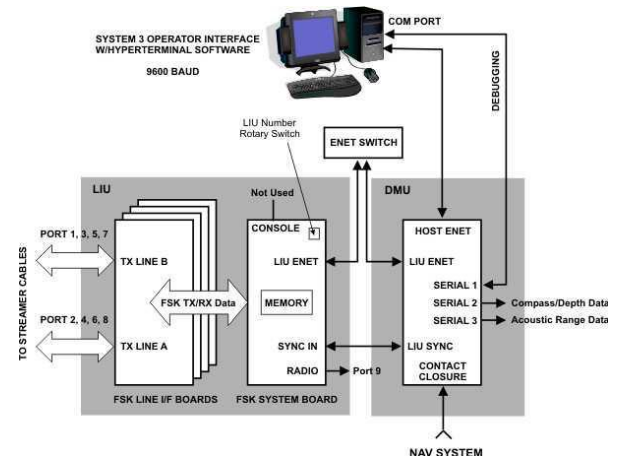 SYSTEM 3 OPERATOR INTERFACE
W/HYPERTERMINAL SOFTWARE
9600 BAUD
COM PORT
DEBUGGING
LIU Number
Rotary Switch
ENET SWITCH
LIU
DMU
Not Used
CONSOLE
HOST ENET
PORT 1, 3, 5, 7
TX LINE B
LIU ENET
LIU ENET
SERIAL 1
FSK TX/RX Data
MEMORY
SERIAL 2
Compass/Depth Data
SERIAL 3
Acoustic Range Data
TO STREAMER CABLES
PORT 2, 4, 6, 8
TX LINE A
SYNC IN
LIU SYNC
RADIO
Port 9
CONTACT
CLOSURE
FSK LINE I/F BOARDS
FSK SYSTEM BOARD
NAV SYSTEM